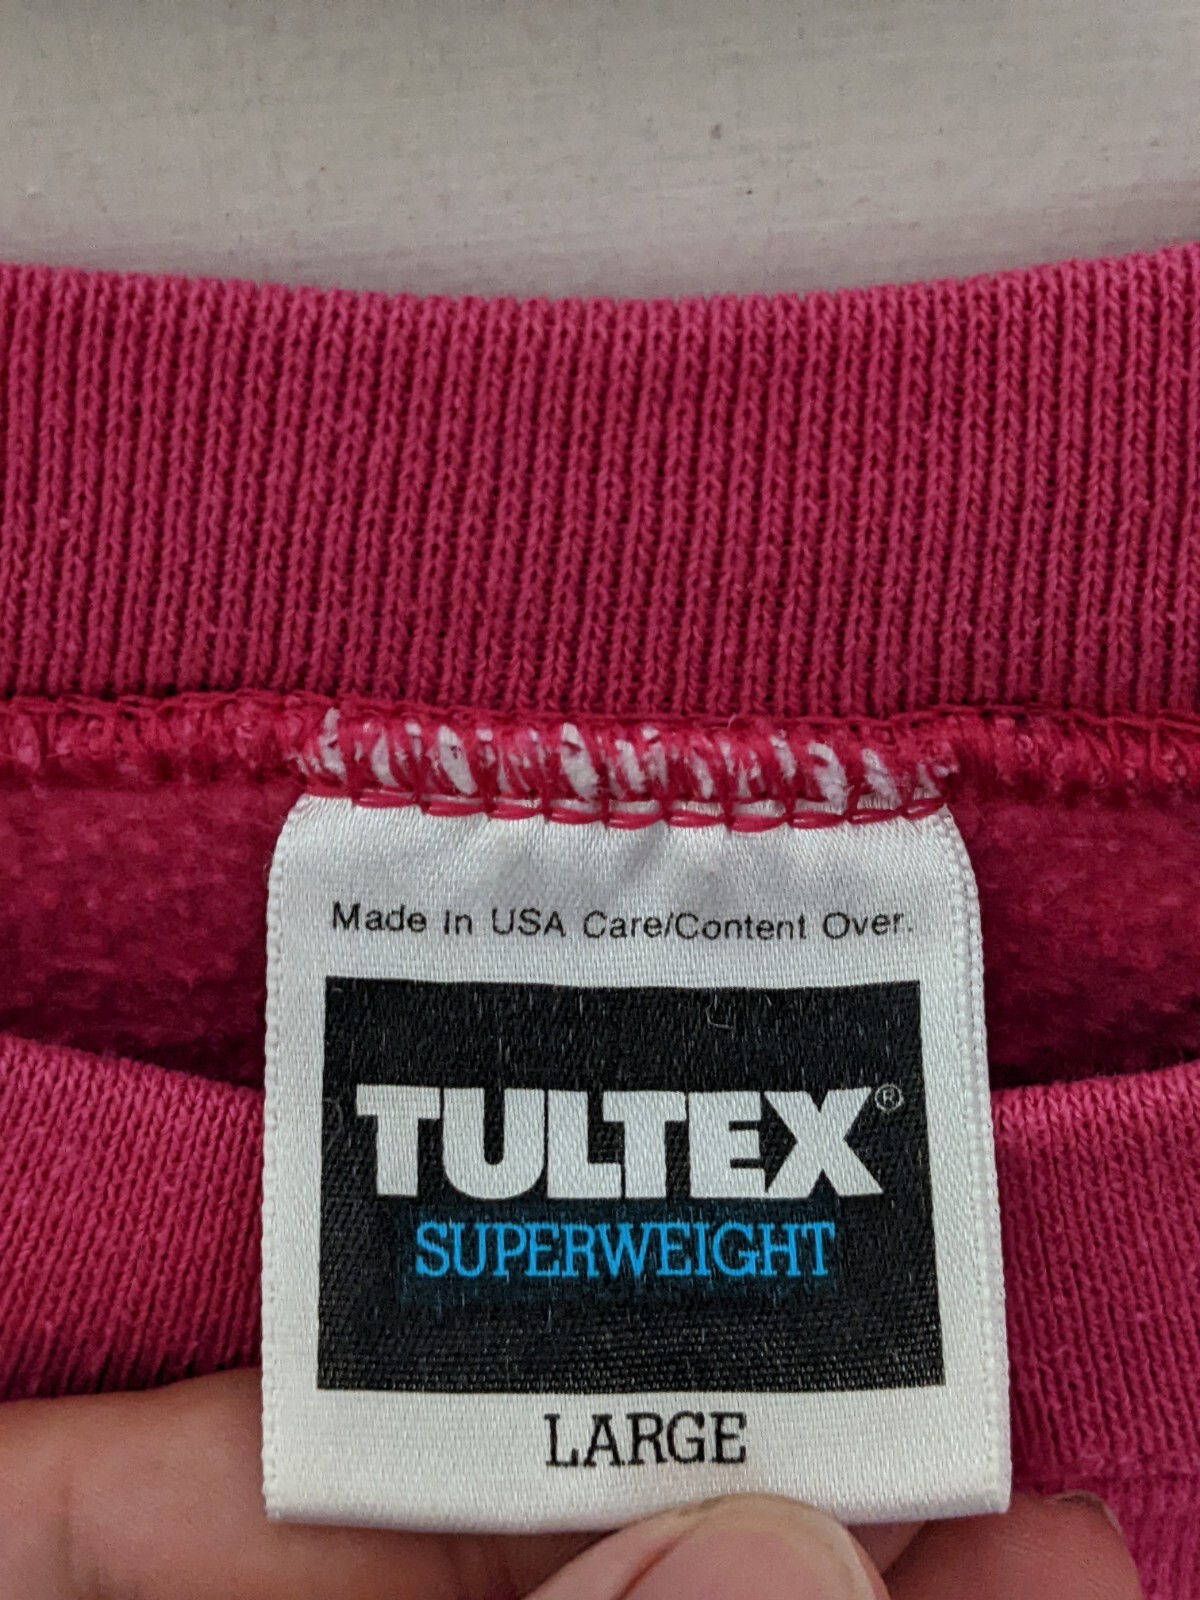 Made In USA Care/Content Over.
TULTEX®
SUPERWEIGHT
LARGE